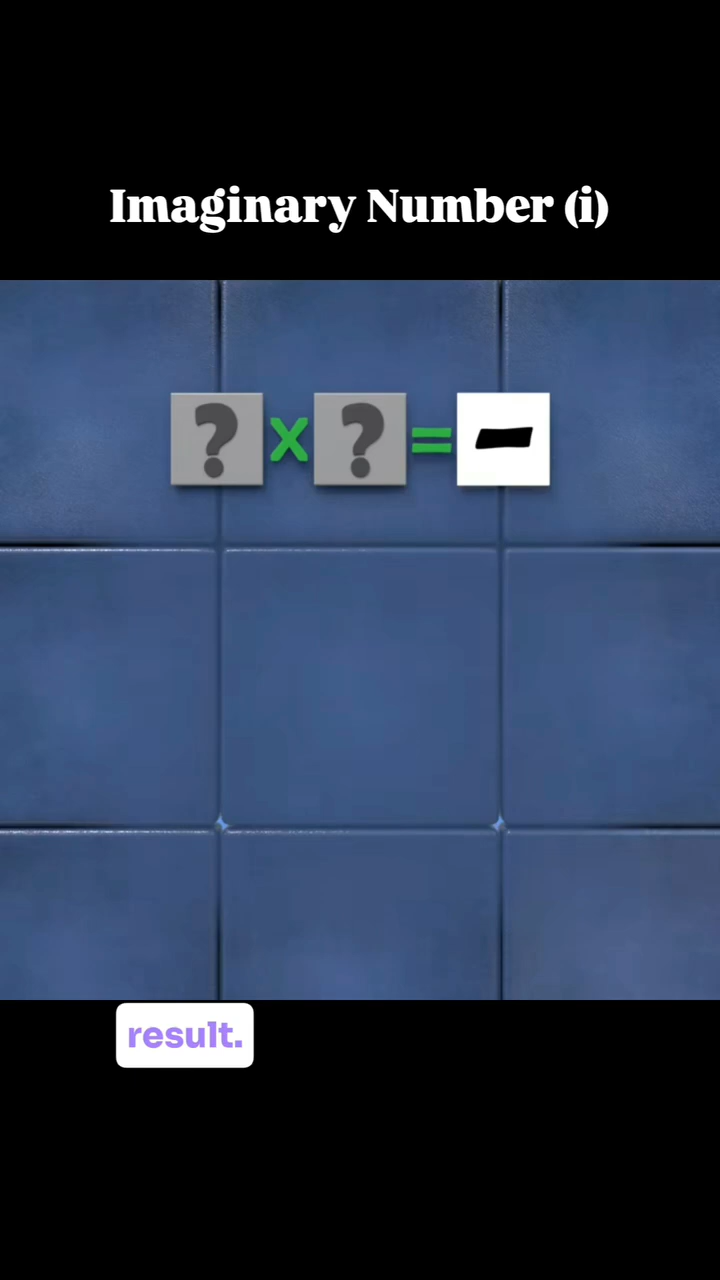 Imaginary Number (i)
? x ? = -
result.